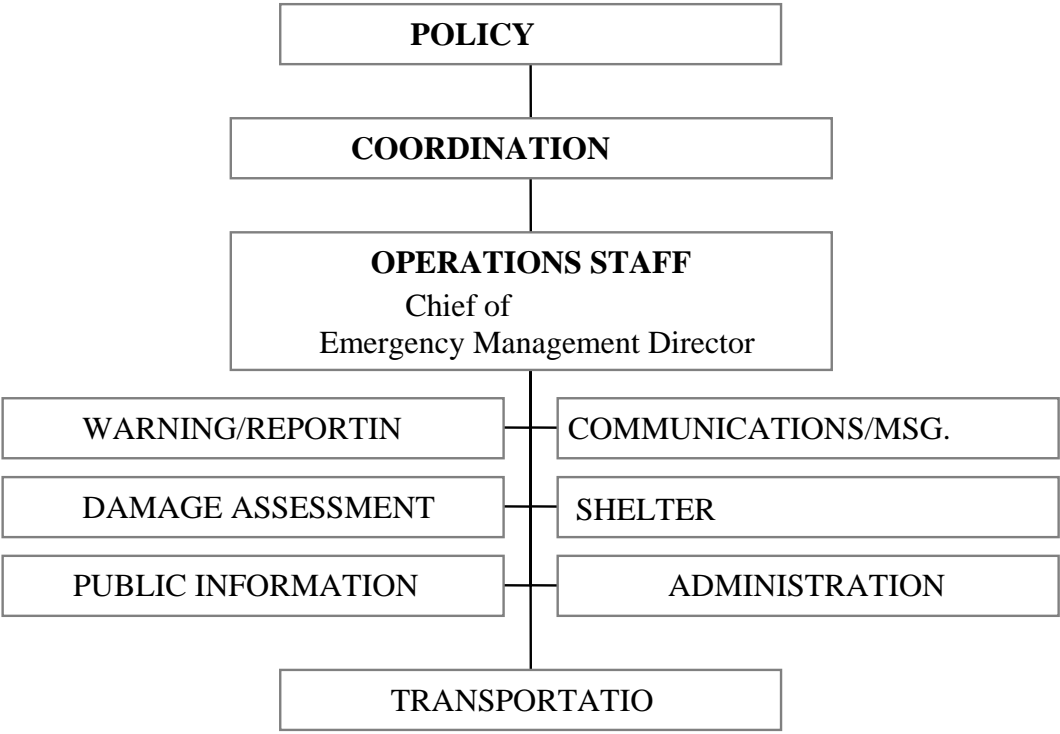 POLICY
COORDINATION
OPERATIONS STAFF
Chief of
Emergency Management Director
WARNING/REPORTIN
COMMUNICATIONS/MSG.
DAMAGE ASSESSMENT
SHELTER
PUBLIC INFORMATION
ADMINISTRATION
TRANSPORTATIO